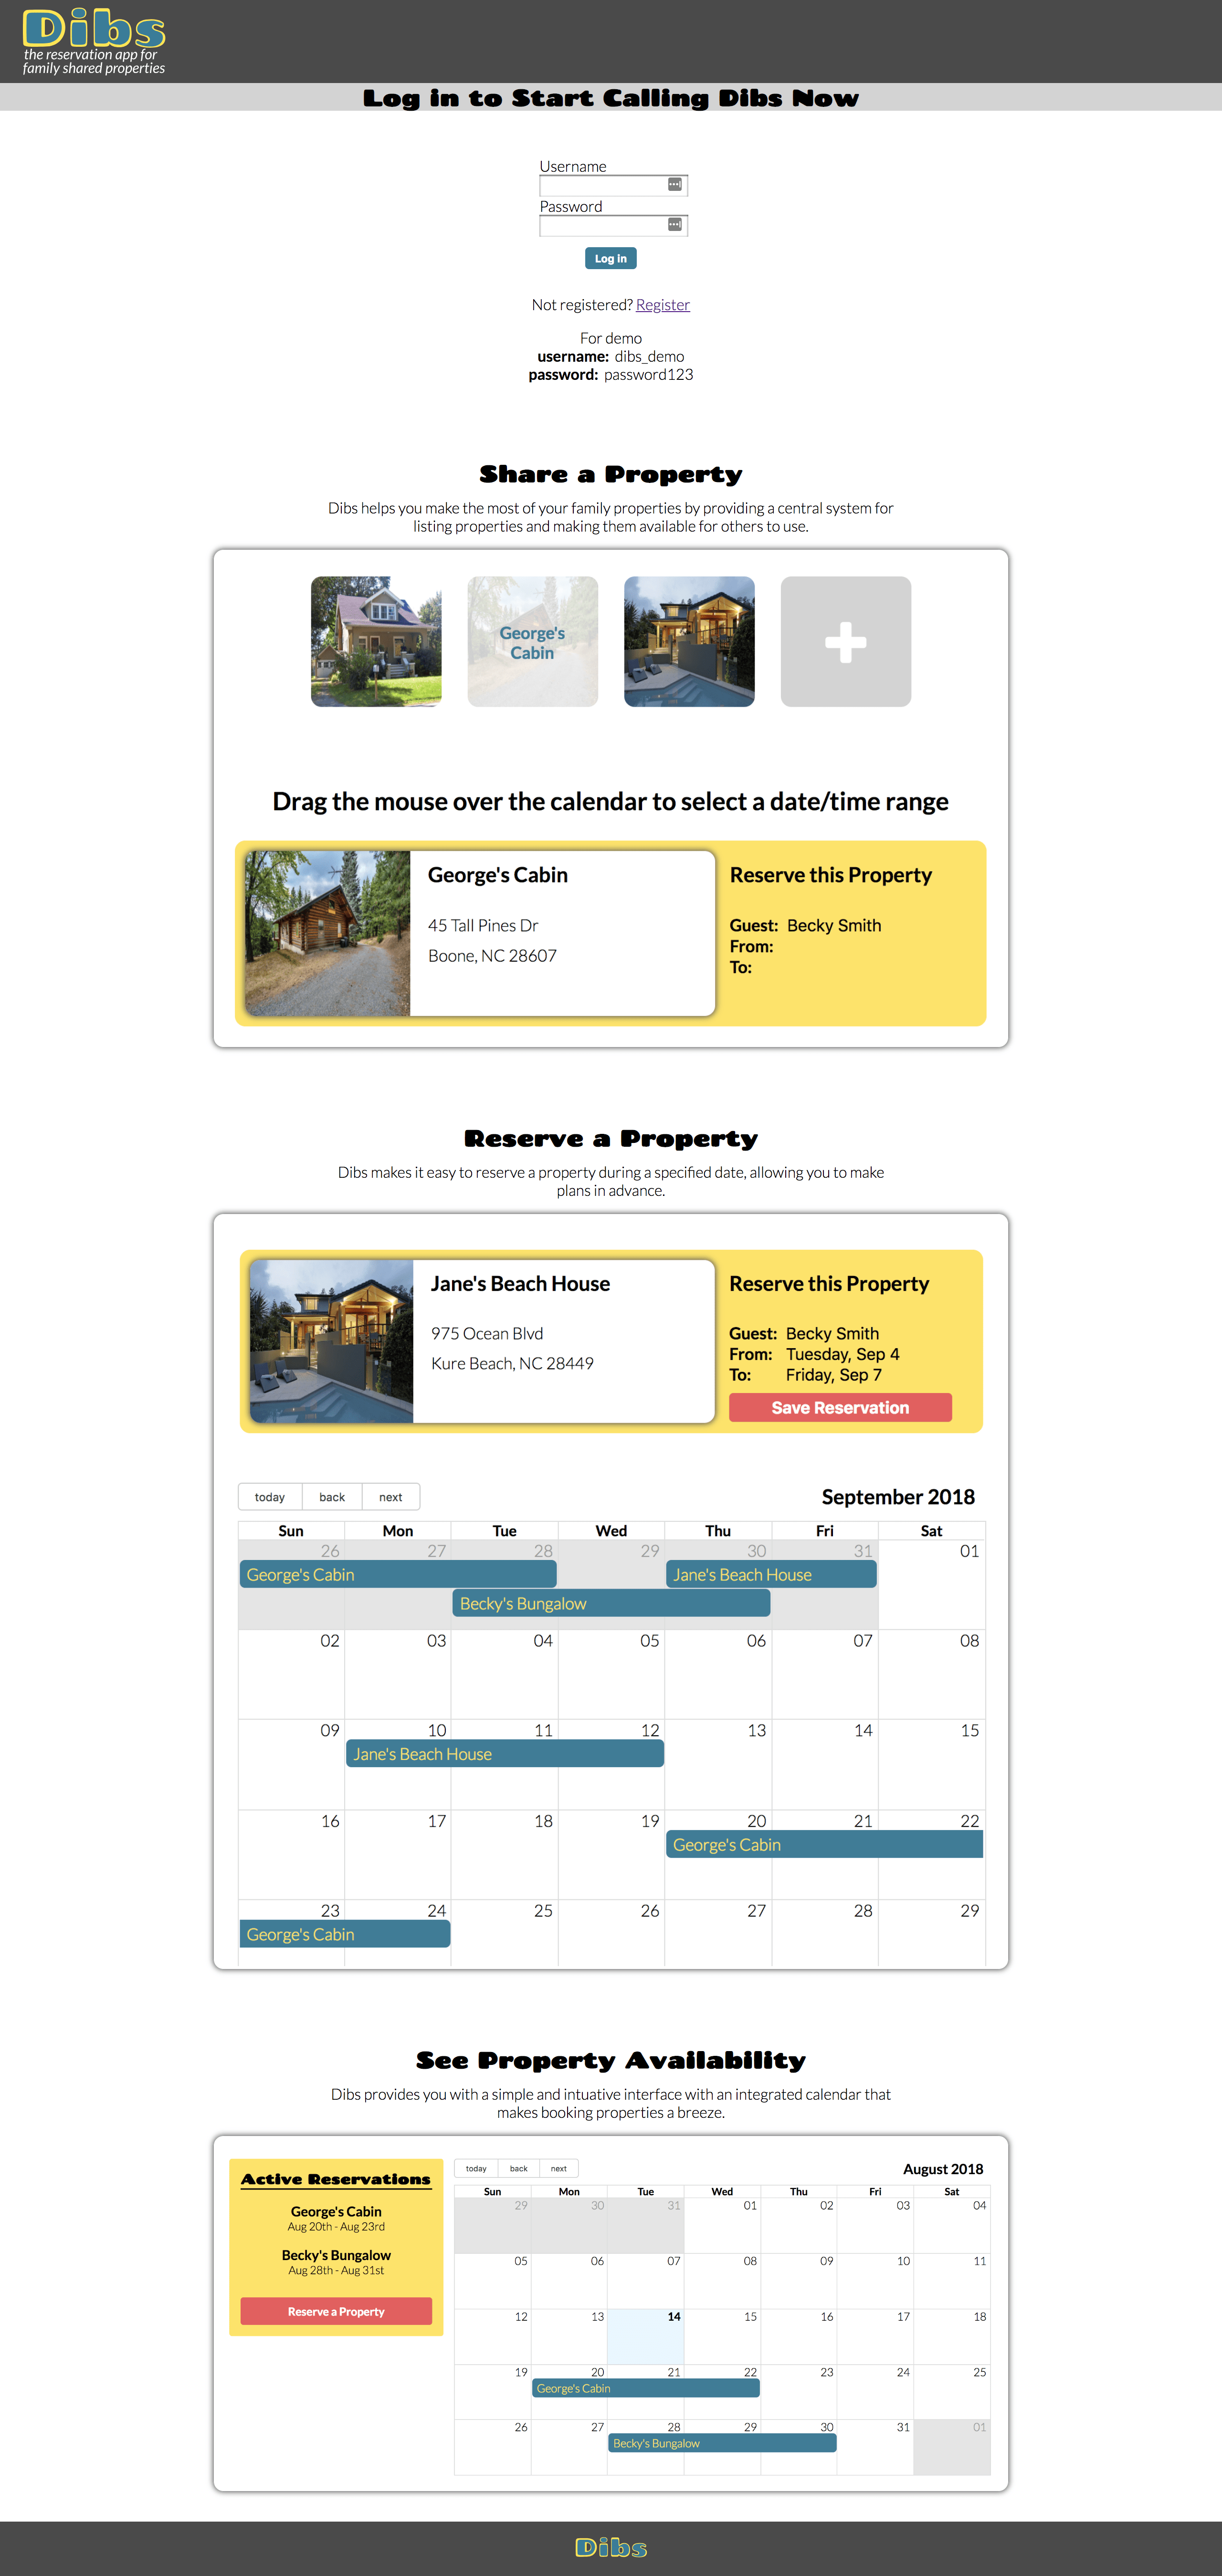 Dibs
the reservation app for
family shared properties
Log in to Start Calling Dibs Now
Username
Password
Log in
Not registered? Register
For demo
username: dibs_demo
password: password123
Share a Property
Dibs helps you make the most of your family properties by providing a central system for
listing properties and making them available for others to use.
George's
Cabin
Drag the mouse over the calendar to select a date/time range
George's Cabin
45 Tall Pines Dr
Boone, NC 28607
Reserve this Property
Guest: Becky Smith
From:
To:
Reserve a Property
Dibs makes it easy to reserve a property during a specified date, allowing you to make
plans in advance.
Jane's Beach House
975 Ocean Blvd
Kure Beach, NC 28449
Reserve this Property
Guest: Becky Smith
From: Tuesday, Sep 4
To: Friday, Sep 7
Save Reservation
today back next
September 2018
Sun Mon Tue Wed Thu Fri Sat
26 27 28 29 30 31 01
George's Cabin Jane's Beach House
Becky's Bungalow
02 03 04 05 06 07 08
09 10 11 12 13 14 15
Jane's Beach House
16 17 18 19 20 21 22
George's Cabin
23 24 25 26 27 28 29
George's Cabin
See Property Availability
Dibs provides you with a simple and intuative interface with an integrated calendar that
makes booking properties a breeze.
Active Reservations
George's Cabin
Aug 20th - Aug 23rd
Becky's Bungalow
Aug 28th - Aug 31st
Reserve a Property
today back next
August 2018
Sun Mon Tue Wed Thu Fri Sat
29 30 31 01 02 03 04
05 06 07 08 09 10 11
12 13 14 15 16 17 18
19 20 21 22 23 24 25
George's Cabin
26 27 28 29 30 31 01
Becky's Bungalow
Dibs